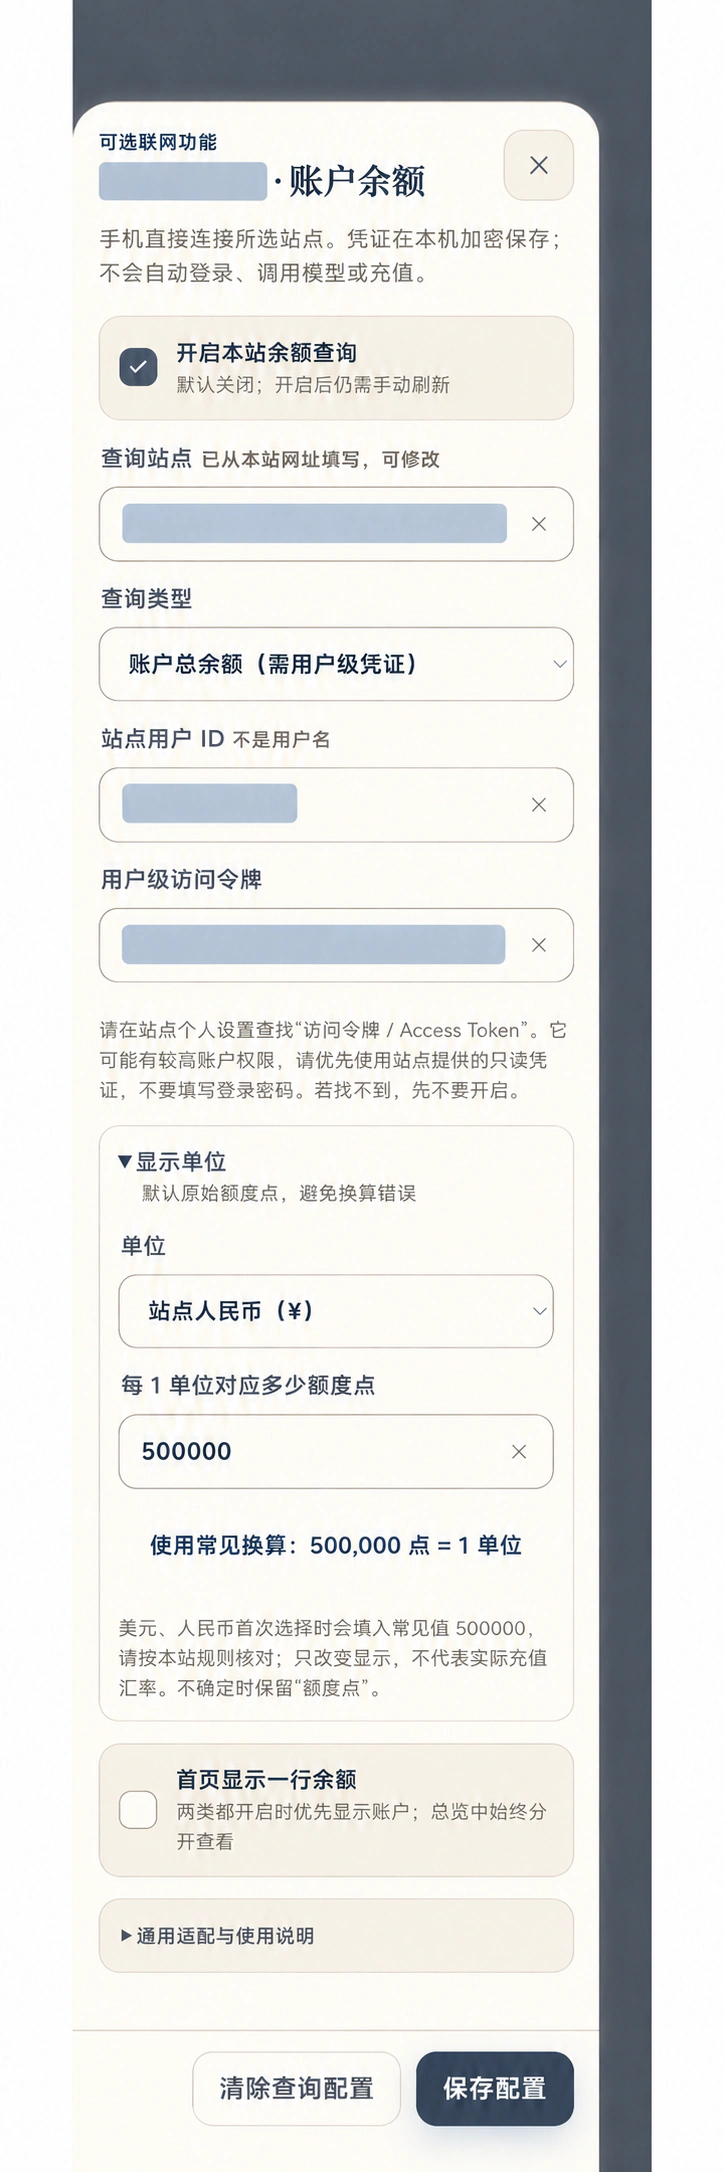 可选联网功能
·账户余额
手机直接连接所选站点。凭证在本机加密保存；
不会自动登录、调用模型或充值。
开启本站余额查询
默认关闭；开启后仍需手动刷新
查询站点 已从本站网址填写，可修改
查询类型
账户总余额（需用户级凭证）
站点用户 ID 不是用户名
用户级访问令牌
请在站点个人设置查找“访问令牌 / Access Token”。它
可能有较高账户权限，请优先使用站点提供的只读凭
证，不要填写登录密码。若找不到，先不要开启。
▼显示单位
默认原始额度点，避免换算错误
单位
站点人民币（¥）
每 1 单位对应多少额度点
500000
使用常见换算：500,000 点 = 1 单位
美元、人民币首次选择时会填入常见值 500000，
请按本站规则核对；只改变显示，不代表实际充值
汇率。不确定时保留“额度点”。
首页显示一行余额
两类都开启时优先显示账户；总览中始终分
开查看
▶通用适配与使用说明
清除查询配置
保存配置